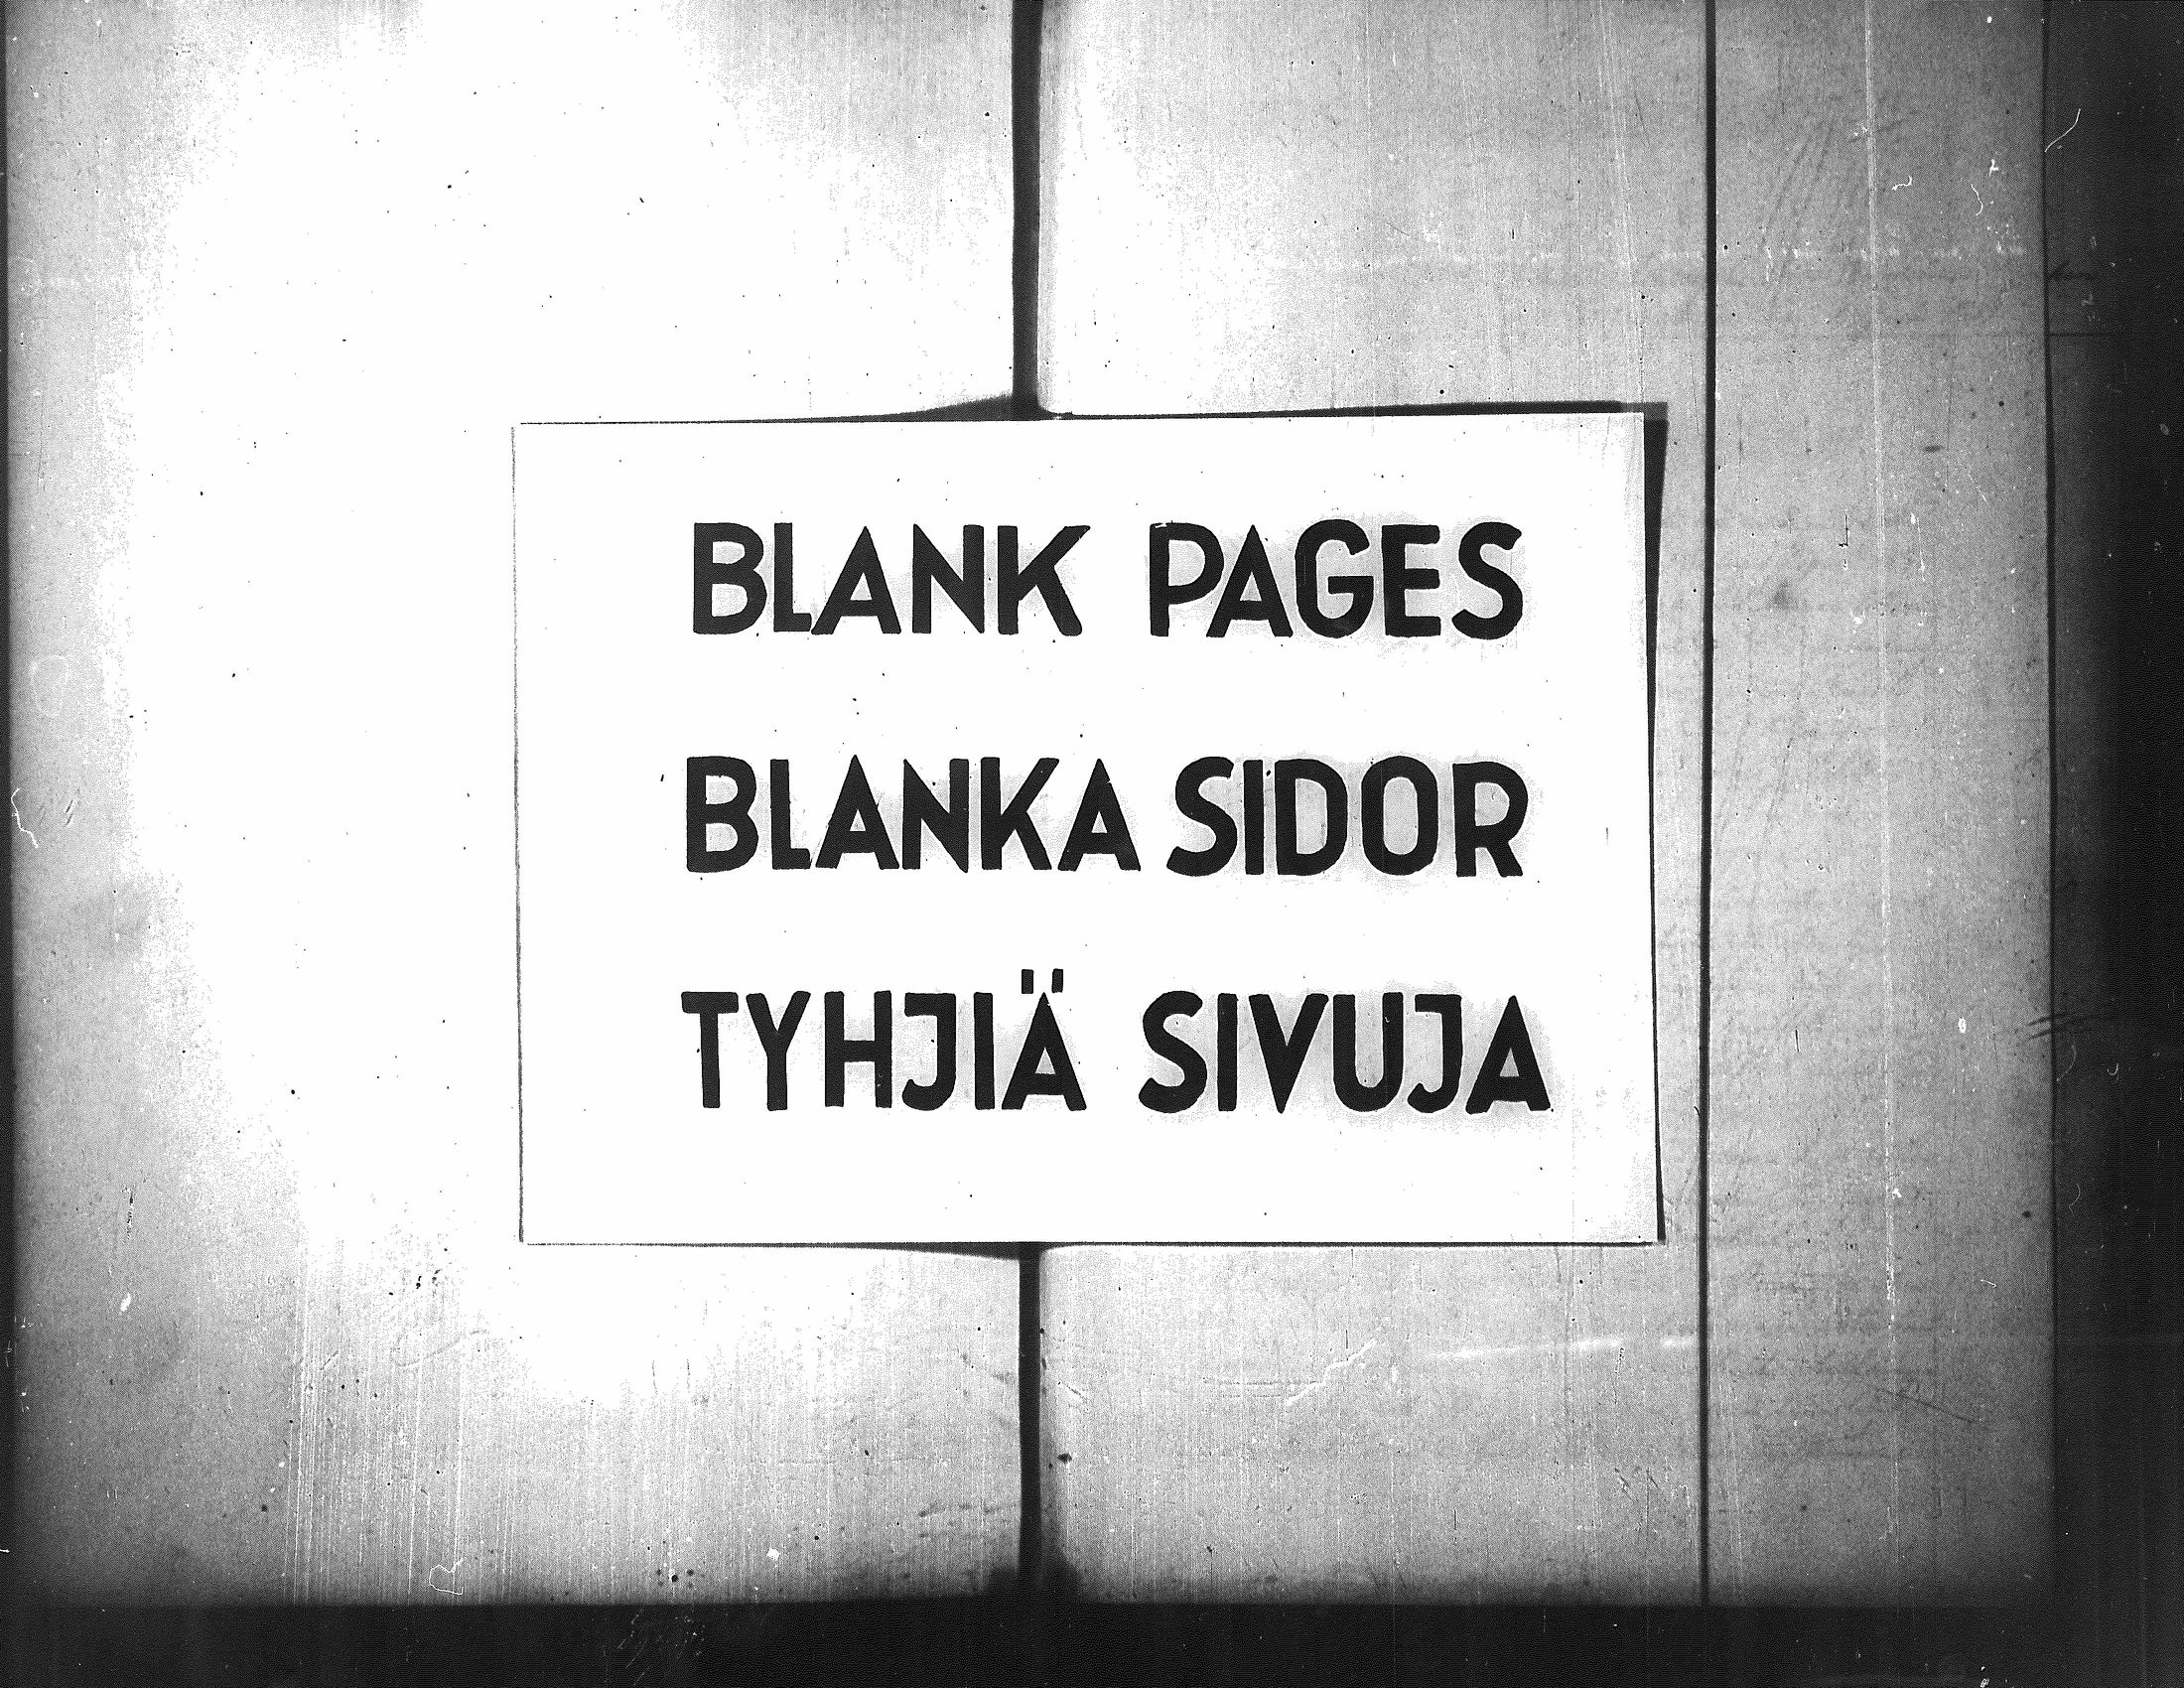 BLANK PAGES
BLANKA SIDOR
TYHJIÄ SIVUJA